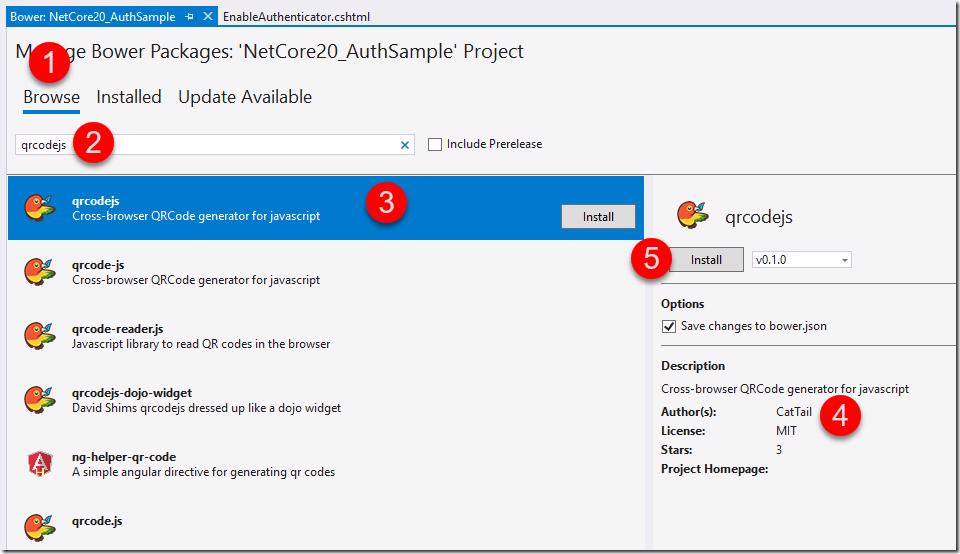 Bower: NetCore20_AuthSample EnableAuthenticator.cshtml
Manage Bower Packages: 'NetCore20_AuthSample' Project
1
Browse Installed Update Available
qrcodejs 2 Include Prerelease
qrcodejs
Cross-browser QRCode generator for javascript
3
Install
qrcode-js
Cross-browser QRCode generator for javascript
qrcode-reader.js
Javascript library to read QR codes in the browser
qrcodejs-dojo-widget
David Shims qrcodejs dressed up like a dojo widget
ng-helper-qr-code
A simple angular directive for generating qr codes
qrcode.js
qrcodejs
5 Install v0.1.0
Options
Save changes to bower.json
Description
Cross-browser QRCode generator for javascript
Author(s): CatTail 4
License: MIT
Stars: 3
Project Homepage: